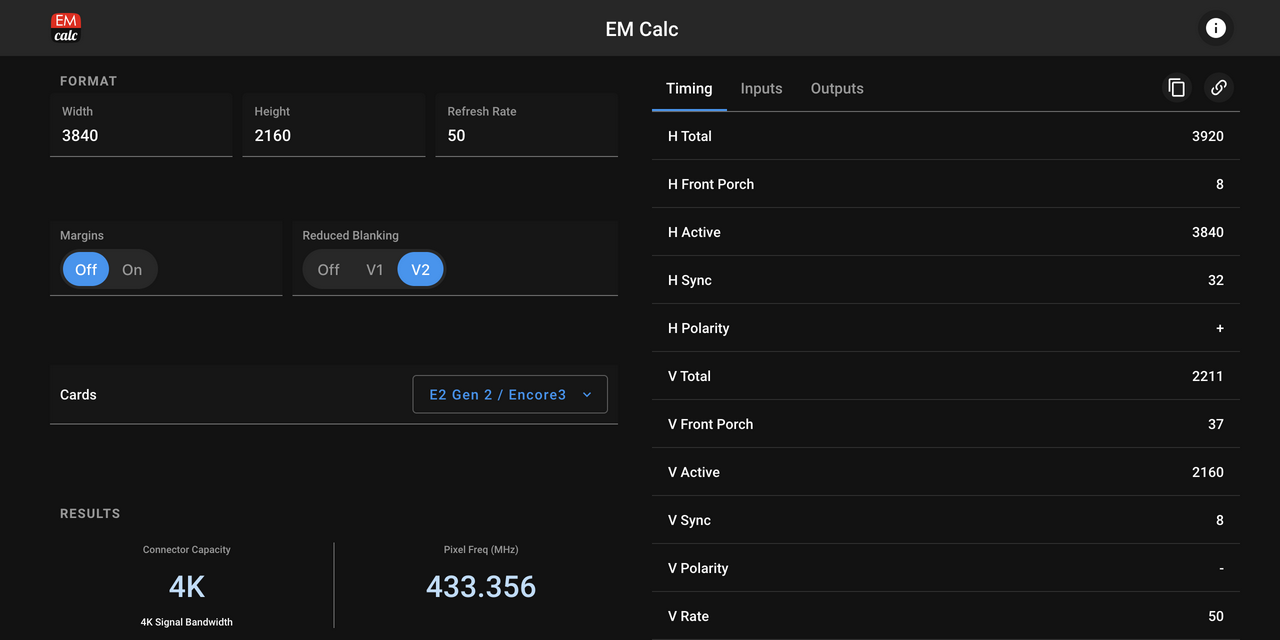 EM
calc
EM Calc
FORMAT
Width
3840
Height
2160
Refresh Rate
50
Margins
Off On
Reduced Blanking
Off V1 V2
Cards
E2 Gen 2 / Encore3
RESULTS
Connector Capacity
4K
4K Signal Bandwidth
Pixel Freq (MHz)
433.356
Timing Inputs Outputs
H Total 3920
H Front Porch 8
H Active 3840
H Sync 32
H Polarity +
V Total 2211
V Front Porch 37
V Active 2160
V Sync 8
V Polarity -
V Rate 50